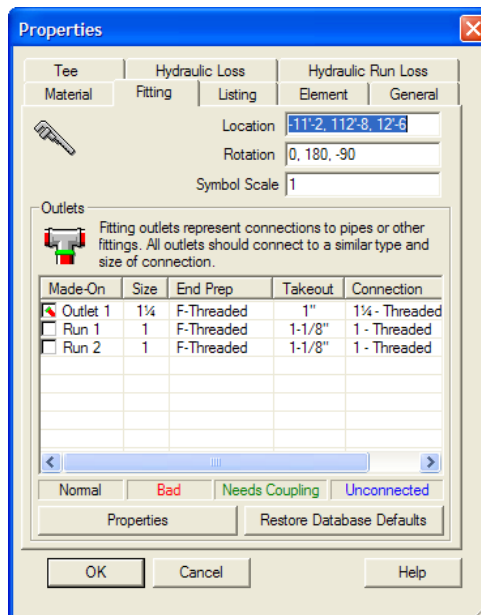 Properties
Tee Hydraulic Loss Hydraulic Run Loss
Material Fitting Listing Element General
Location -11'-2, 112'-8, 12'-6
Rotation 0, 180, -90
Symbol Scale 1
Outlets
Fitting outlets represent connections to pipes or other
fittings. All outlets should connect to a similar type and
size of connection.
Made-On Size End Prep Takeout Connection
Outlet 1 1¼ F-Threaded 1" 1¼ - Threaded
Run 1 1 F-Threaded 1-1/8" 1 - Threaded
Run 2 1 F-Threaded 1-1/8" 1 - Threaded
Normal Bad Needs Coupling Unconnected
Properties Restore Database Defaults
OK Cancel Help